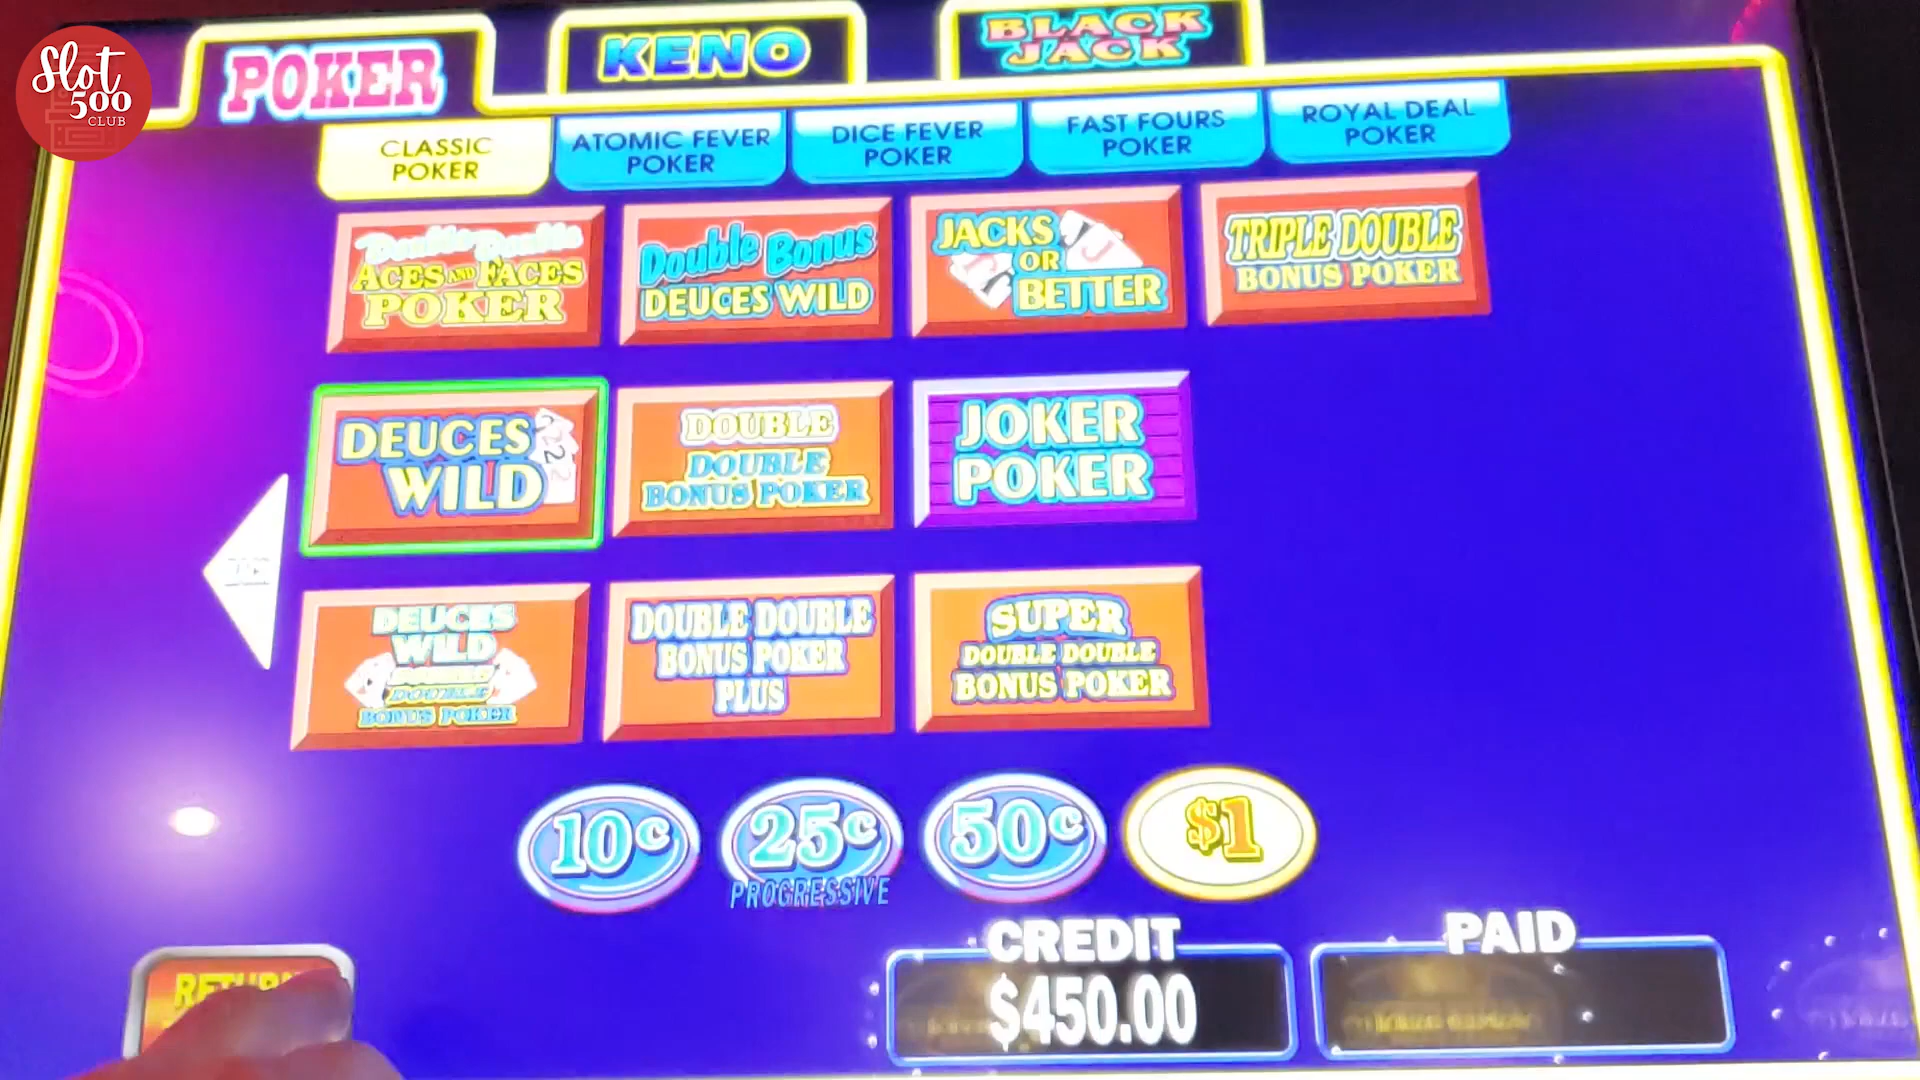 Slot
500
CLUB
POKER
KENO
BLACK
JACK
CLASSIC
POKER
ATOMIC FEVER
POKER
DICE FEVER
POKER
FAST FOURS
POKER
ROYAL DEAL
POKER
Double Double
ACES AND FACES
POKER
Double Bonus
DEUCES WILD
JACKS
OR
BETTER
TRIPLE DOUBLE
BONUS POKER
DEUCES
WILD
DOUBLE
DOUBLE
BONUS POKER
JOKER
POKER
DEUCES
WILD
DOUBLE
BONUS POKER
DOUBLE DOUBLE
BONUS POKER
PLUS
SUPER
DOUBLE DOUBLE
BONUS POKER
10¢
25¢
PROGRESSIVE
50¢
$1
CREDIT
$450.00
PAID